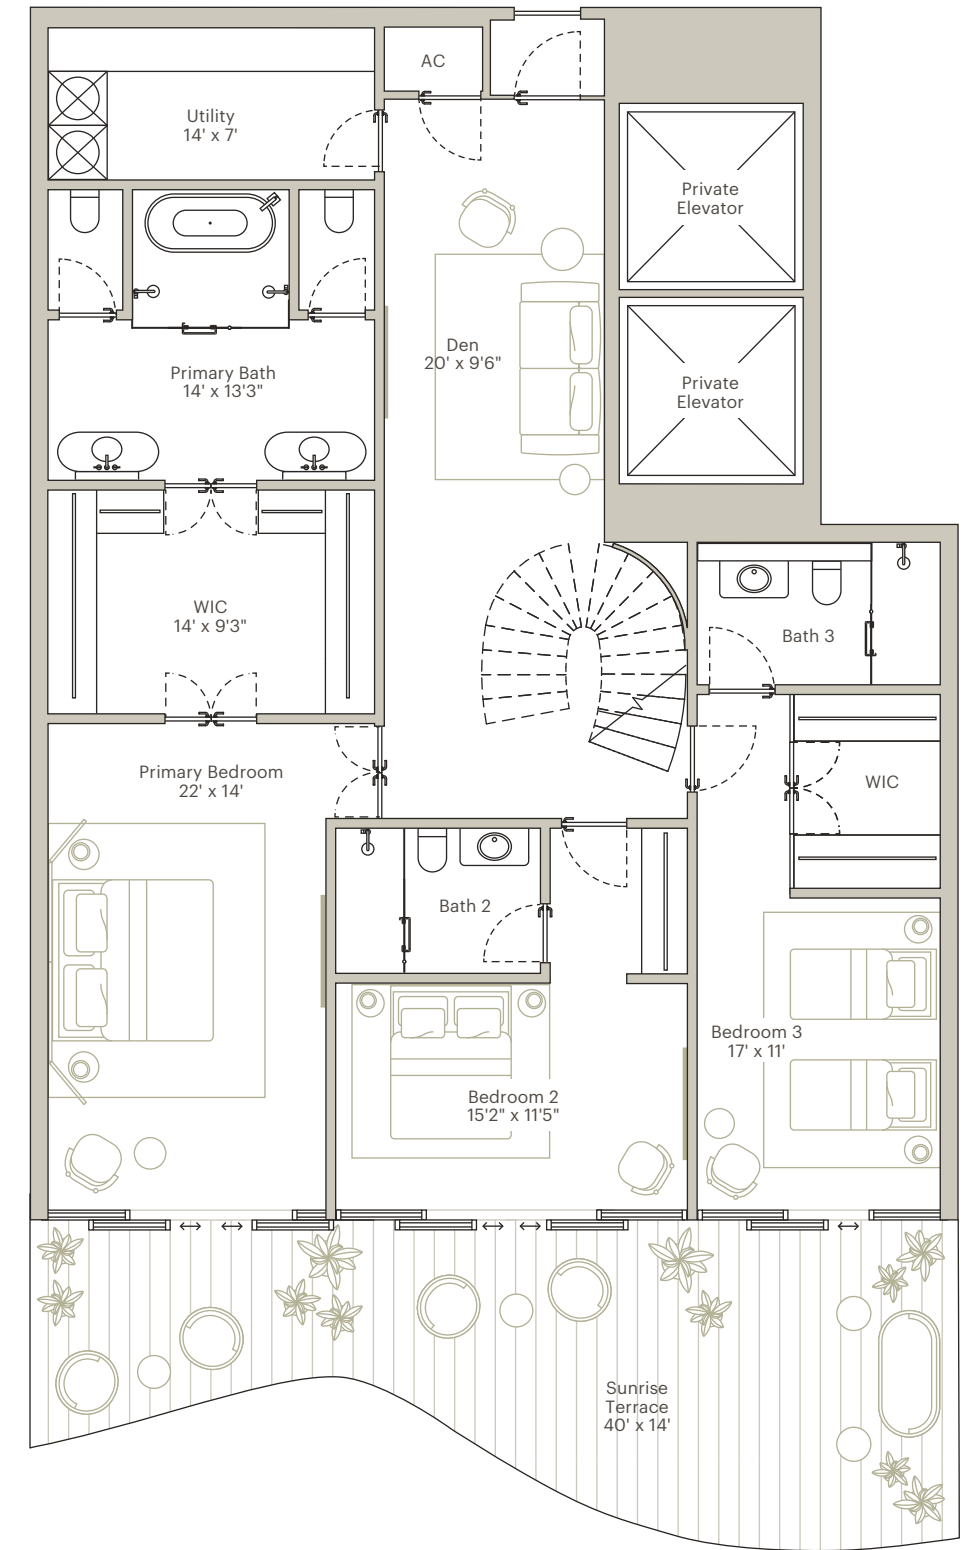 AC
Utility
14' x 7'
Private
Elevator
Den
20' x 9'6"
Primary Bath
14' x 13'3"
Private
Elevator
WIC
14' x 9'3"
Bath 3
Primary Bedroom
22' x 14'
WIC
Bath 2
Bedroom 3
17' x 11'
Bedroom 2
15'2" x 11'5"
Sunrise
Terrace
40' x 14'